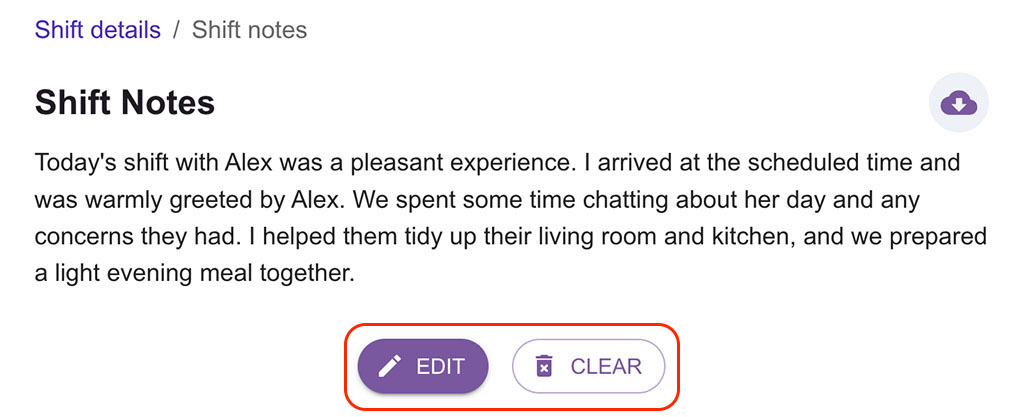 Shift details / Shift notes
Shift Notes
Today's shift with Alex was a pleasant experience. I arrived at the scheduled time and
was warmly greeted by Alex. We spent some time chatting about her day and any
concerns they had. I helped them tidy up their living room and kitchen, and we prepared
a light evening meal together.
EDIT CLEAR